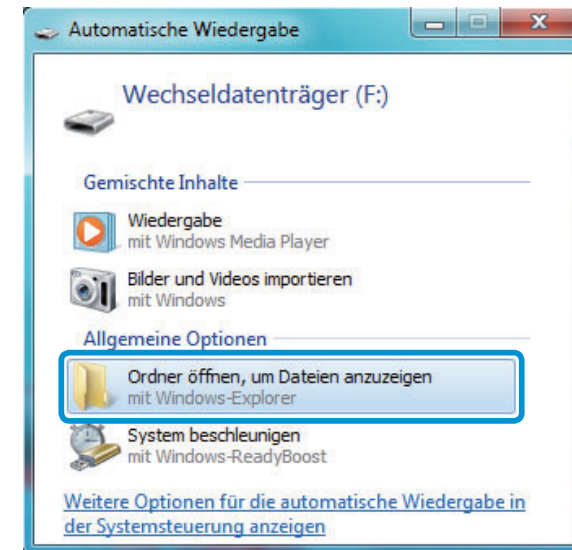 Automatische Wiedergabe
Wechseldatenträger (F:)
Gemischte Inhalte
Wiedergabe
mit Windows Media Player
Bilder und Videos importieren
mit Windows
Allgemeine Optionen
Ordner öffnen, um Dateien anzuzeigen
mit Windows-Explorer
System beschleunigen
mit Windows-ReadyBoost
Weitere Optionen für die automatische Wiedergabe in
der Systemsteuerung anzeigen